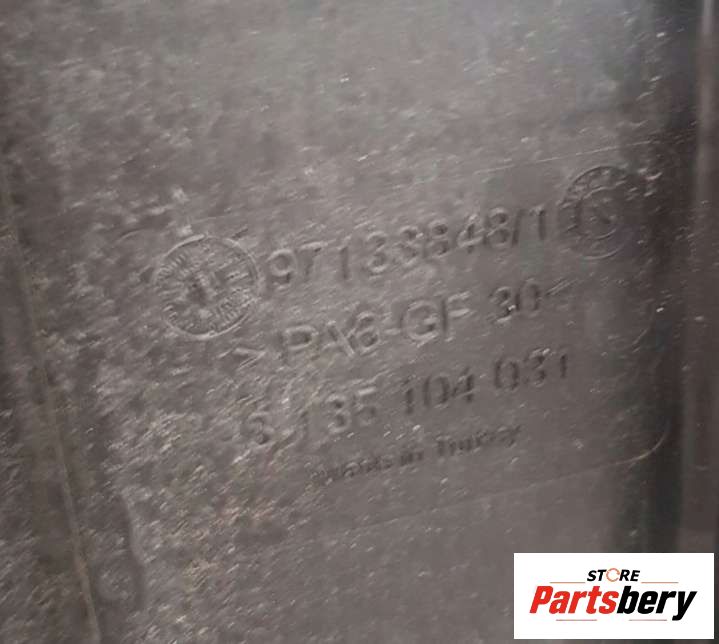 97133848/1
>PA6-GF 30<
3 135 104 031
Made in Turkey
STORE
Partsbery